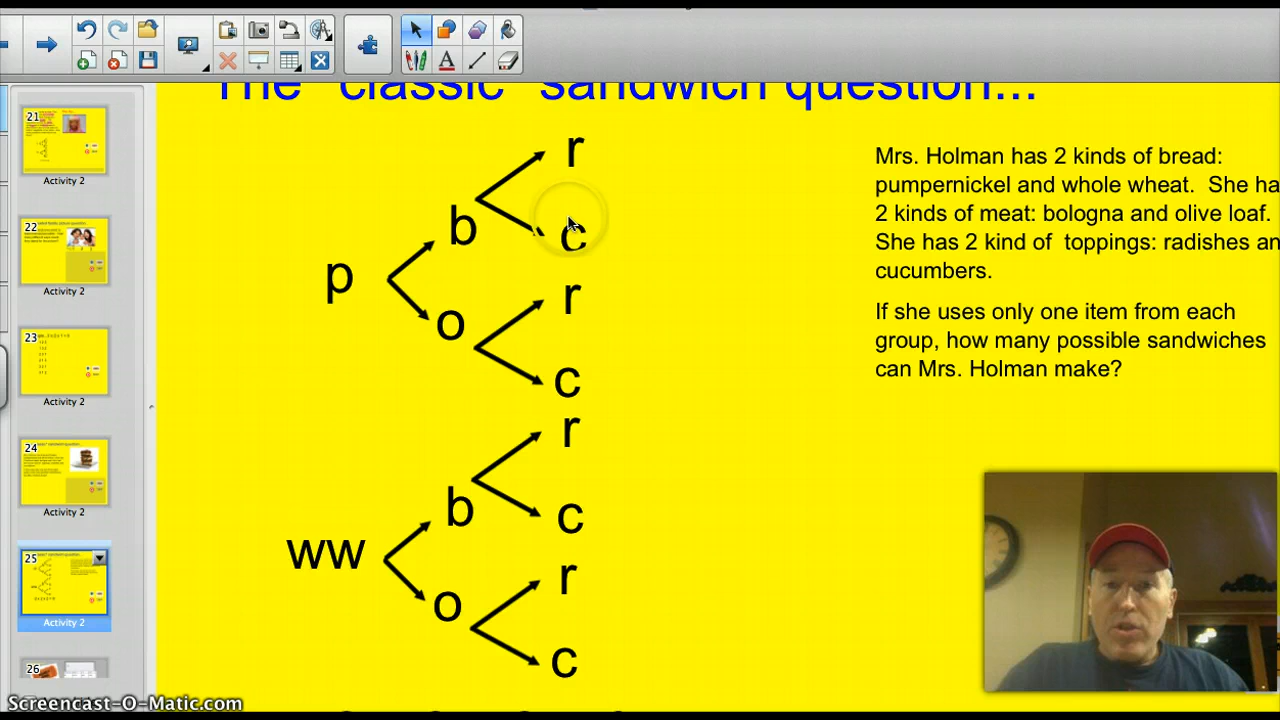 The "classic" sandwich question...
21
Activity 2
22
Activity 2
23
Activity 2
24
Activity 2
25
Activity 2
26
r
b
c
p
r
o
c
r
b
c
ww
r
o
c
Mrs. Holman has 2 kinds of bread:
pumpernickel and whole wheat. She ha
2 kinds of meat: bologna and olive loaf.
She has 2 kind of toppings: radishes an
cucumbers.
If she uses only one item from each
group, how many possible sandwiches
can Mrs. Holman make?
Screencast-O-Matic.com